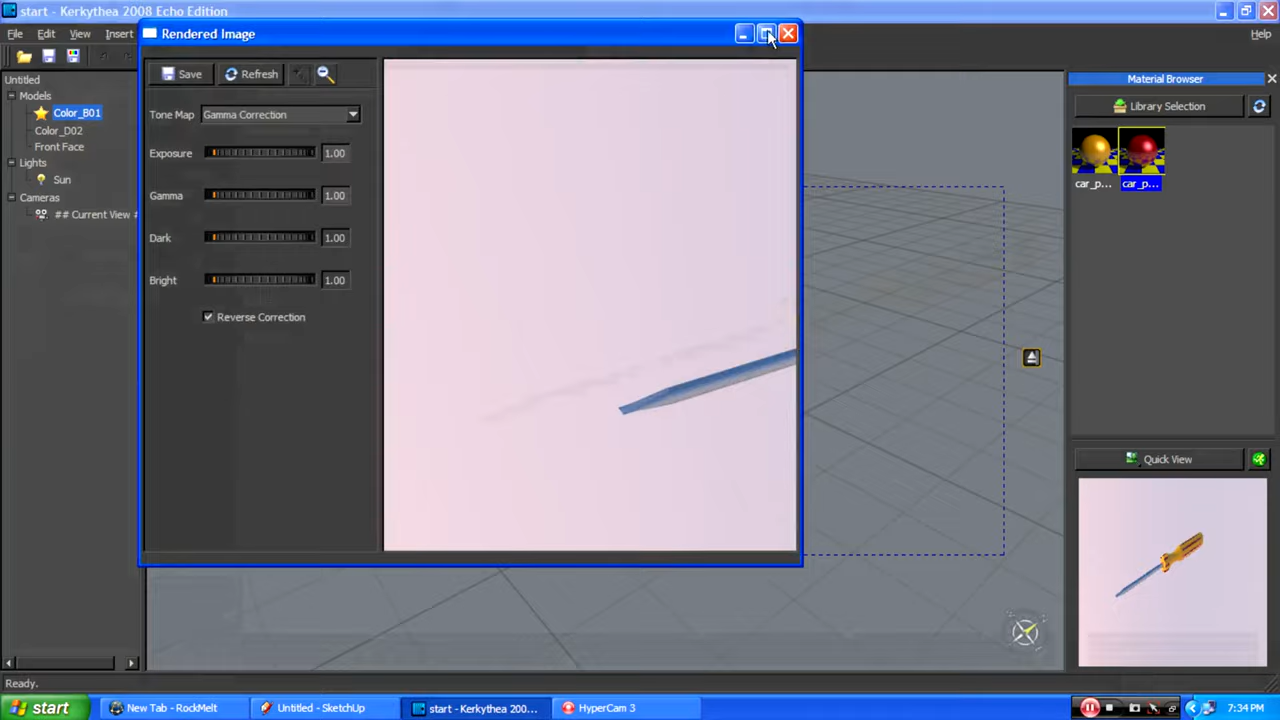 start - Kerkythea 2008 Echo Edition
File Edit View Insert
Help
Rendered Image
Untitled
Models
Color_B01
Color_D02
Front Face
Lights
Sun
Cameras
## Current View #
Save Refresh
Tone Map Gamma Correction
Exposure 1.00
Gamma 1.00
Dark 1.00
Bright 1.00
Reverse Correction
Material Browser
Library Selection
car_p... car_p...
Quick View
Ready.
start New Tab - RockMelt Untitled - SketchUp start - Kerkythea 200... HyperCam 3 7:34 PM